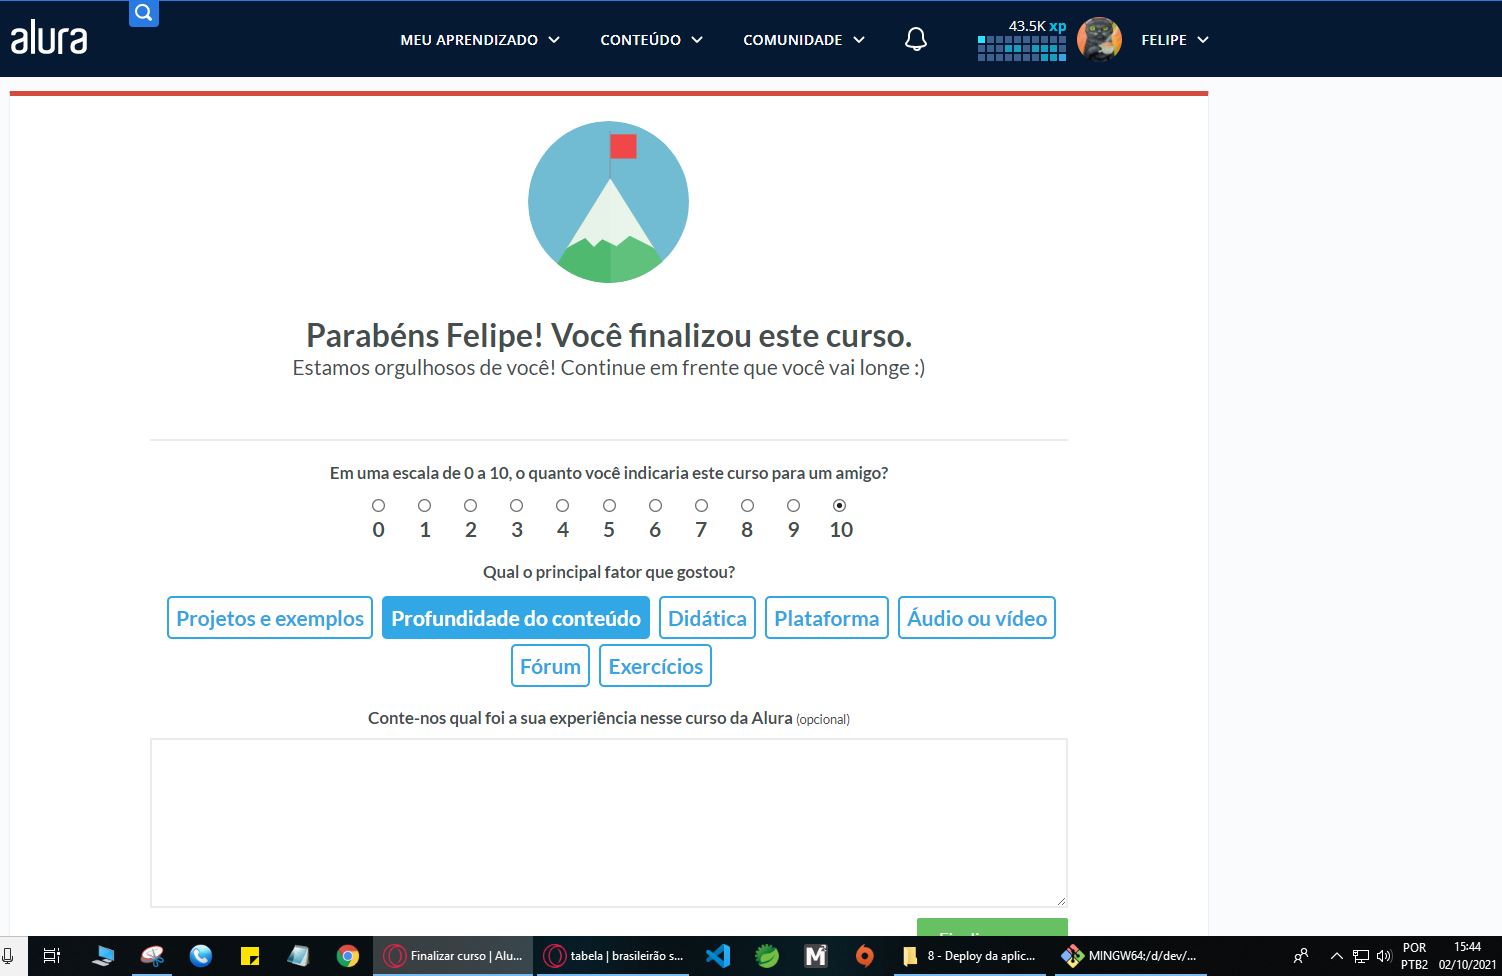 alura
MEU APRENDIZADO
CONTEÚDO
COMUNIDADE
43.5K xp
FELIPE
Parabéns Felipe! Você finalizou este curso.
Estamos orgulhosos de você! Continue em frente que você vai longe :)
Em uma escala de 0 a 10, o quanto você indicaria este curso para um amigo?
0 1 2 3 4 5 6 7 8 9 10
Qual o principal fator que gostou?
Projetos e exemplos Profundidade do conteúdo Didática Plataforma Áudio ou vídeo
Fórum Exercícios
Conte-nos qual foi a sua experiência nesse curso da Alura (opcional)
Finalizar curso | Alu...
tabela | brasileirão s...
M
8 - Deploy da aplic...
MINGW64:/d/dev/...
POR
PTB2
15:44
02/10/2021